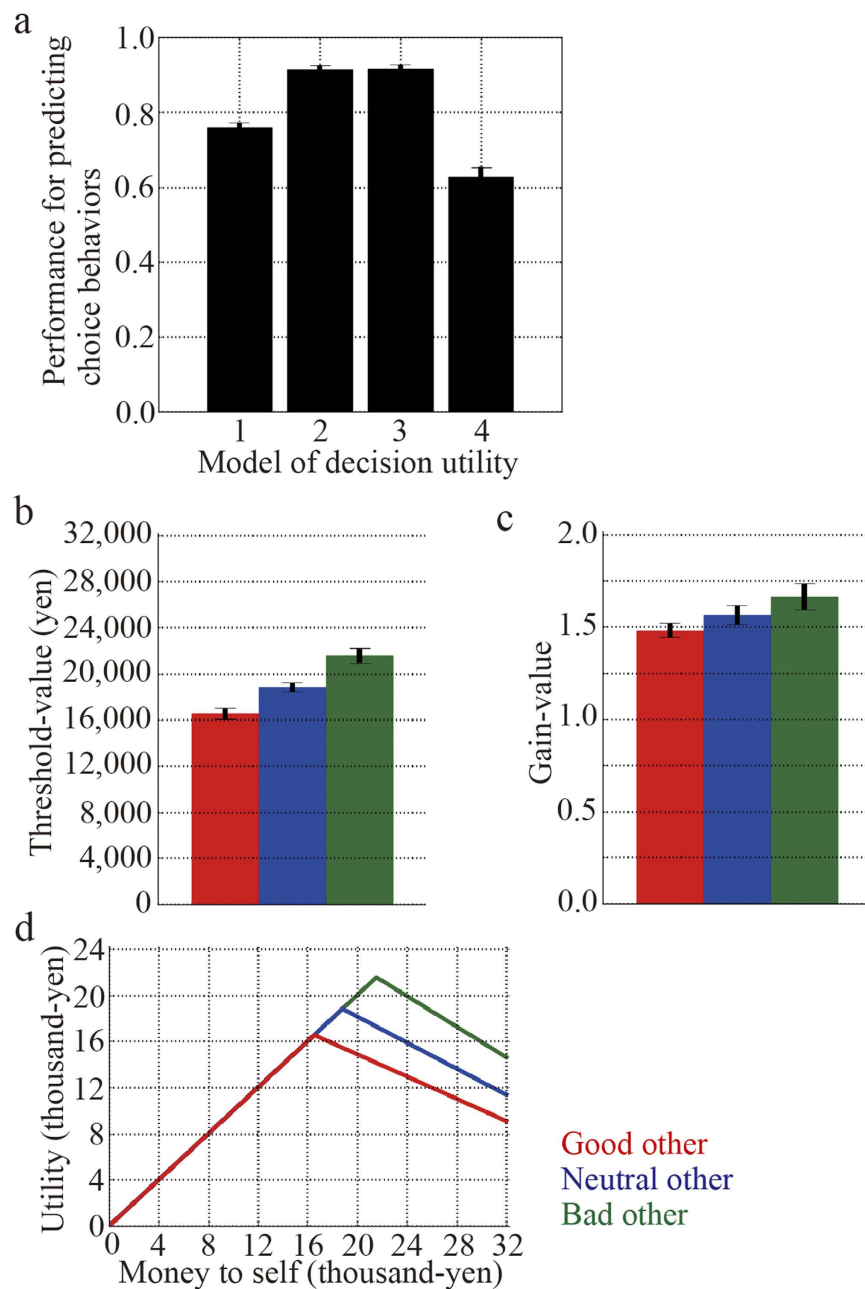 a
1.0
0.8
0.6
0.4
0.2
0.0
Performance for predicting
choice behaviors
1 2 3 4
Model of decision utility
b
32,000
28,000
24,000
20,000
16,000
12,000
8,000
4,000
0
Threshold-value (yen)
c
2.0
1.5
1.0
0.5
0.0
Gain-value
d
24
20
16
12
8
4
0
Utility (thousand-yen)
0 4 8 12 16 20 24 28 32
Money to self (thousand-yen)
Good other
Neutral other
Bad other